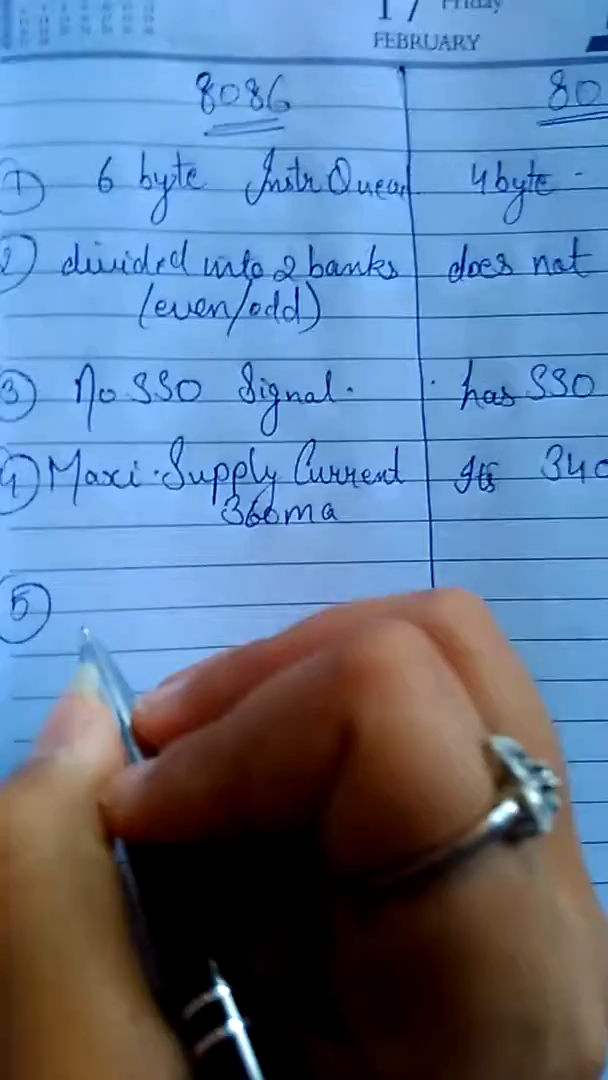 17 Friday
FEBRUARY
8086 80
1 6 byte Instr Queue 4 byte -
2) divided into 2 banks does not
(even/odd)
3 No SSO Signal. . has SSO
4) Maxi. Supply Current Its 340
360ma
5